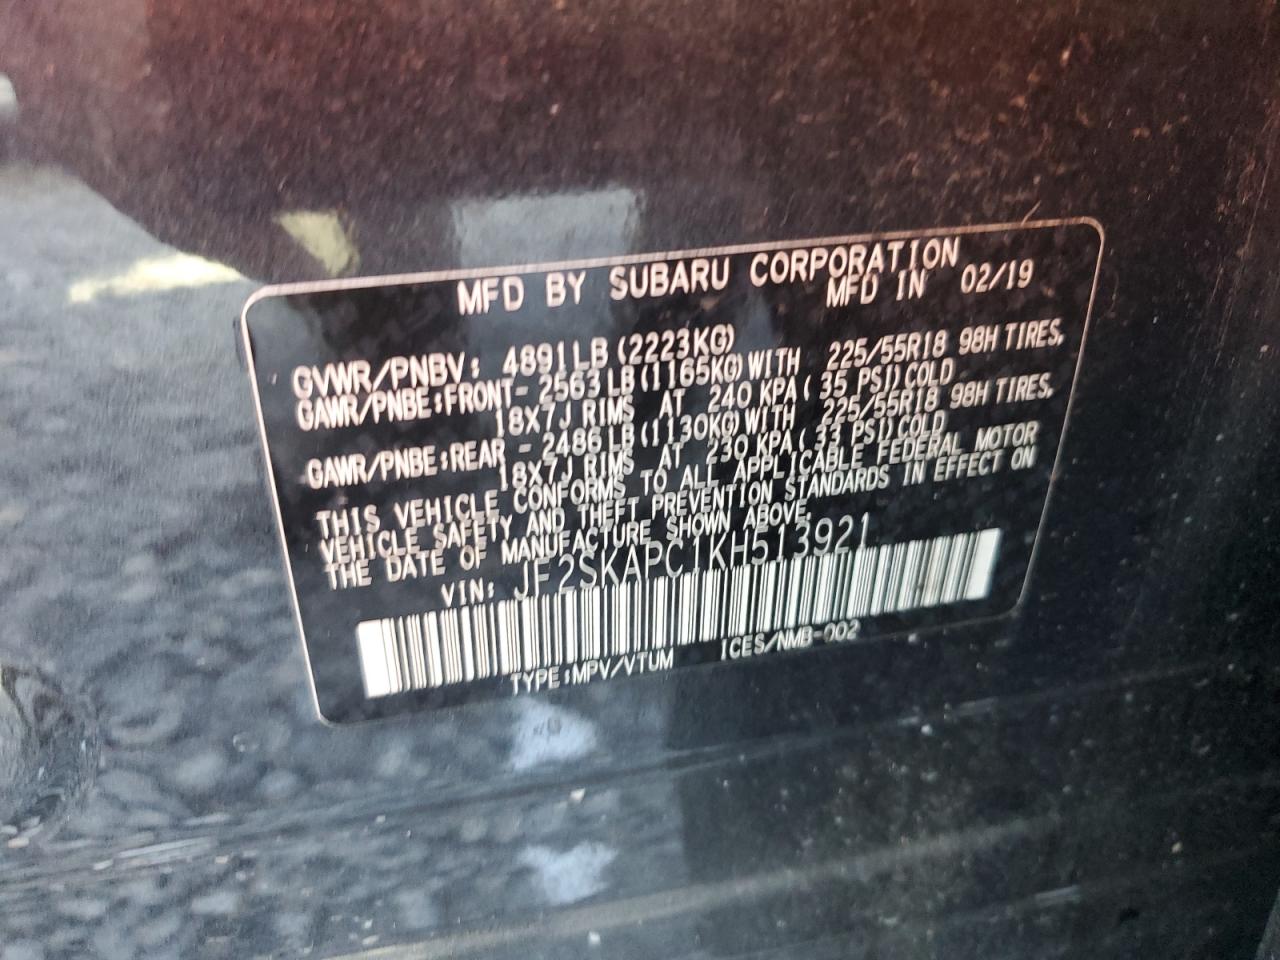 MFD BY SUBARU CORPORATION
MFD IN 02/19
GVWR/PNBV: 4891LB(2223KG)
GAWR/PNBE:FRONT- 2563LB(1165KG)WITH 225/55R18 98H TIRES,
18X7J RIMS AT 240 KPA( 35 PSI)COLD
GAWR/PNBE:REAR - 2486LB(1130KG)WITH 225/55R18 98H TIRES,
18X7J RIMS AT 230 KPA( 33 PSI)COLD
THIS VEHICLE CONFORMS TO ALL APPLICABLE FEDERAL MOTOR
VEHICLE SAFETY AND THEFT PREVENTION STANDARDS IN EFFECT ON
THE DATE OF MANUFACTURE SHOWN ABOVE.
VIN: JF2SKAPC1KH513921
TYPE:MPV/VTUM ICES/NMB-002